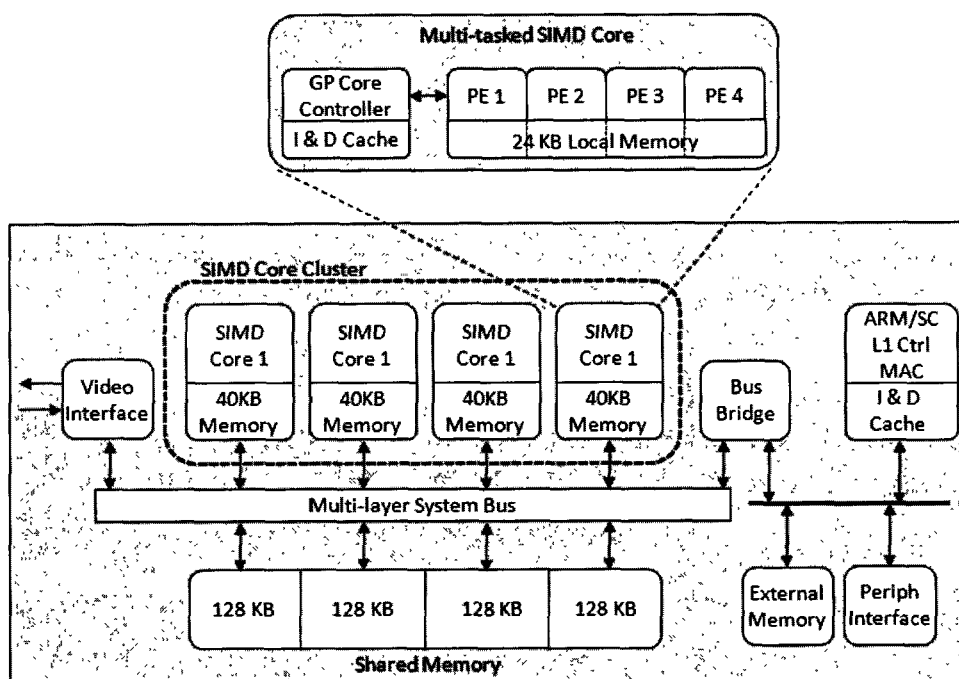 Multi-tasked SIMD Core
GP Core
Controller
I & D Cache
PE 1
PE 2
PE 3
PE 4
24 KB Local Memory
SIMD Core Cluster
SIMD
Core 1
40KB
Memory
SIMD
Core 1
40KB
Memory
SIMD
Core 1
40KB
Memory
SIMD
Core 1
40KB
Memory
Video
Interface
Bus
Bridge
ARM/SC
L1 Ctrl
MAC
I & D
Cache
Multi-layer System Bus
128 KB
128 KB
128 KB
128 KB
Shared Memory
External
Memory
Periph
Interface